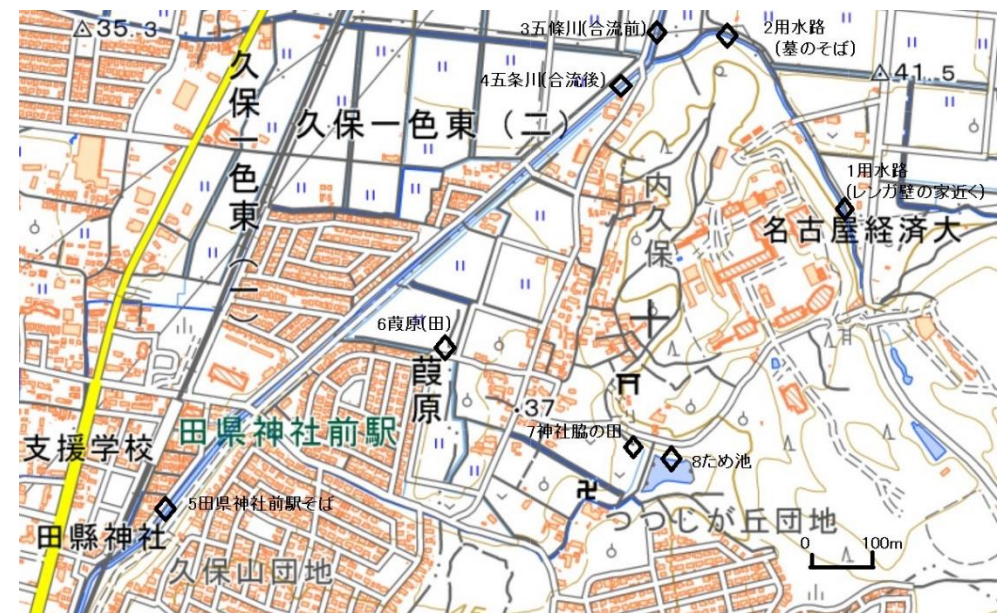 35.3
3五條川(合流前)
2用水路
(墓のそば)
4五条川(合流後)
41.5
久保一色東(二)
久保一色東(一)
内久保
1用水路
(レンガ壁の家近く)
名古屋経済大
6葭原(田)
葭原
37
田県神社前駅
7神社脇の田
8ため池
支援学校
5田県神社前駅そば
つつじが丘団地
田縣神社
久保山団地
0
100m
45